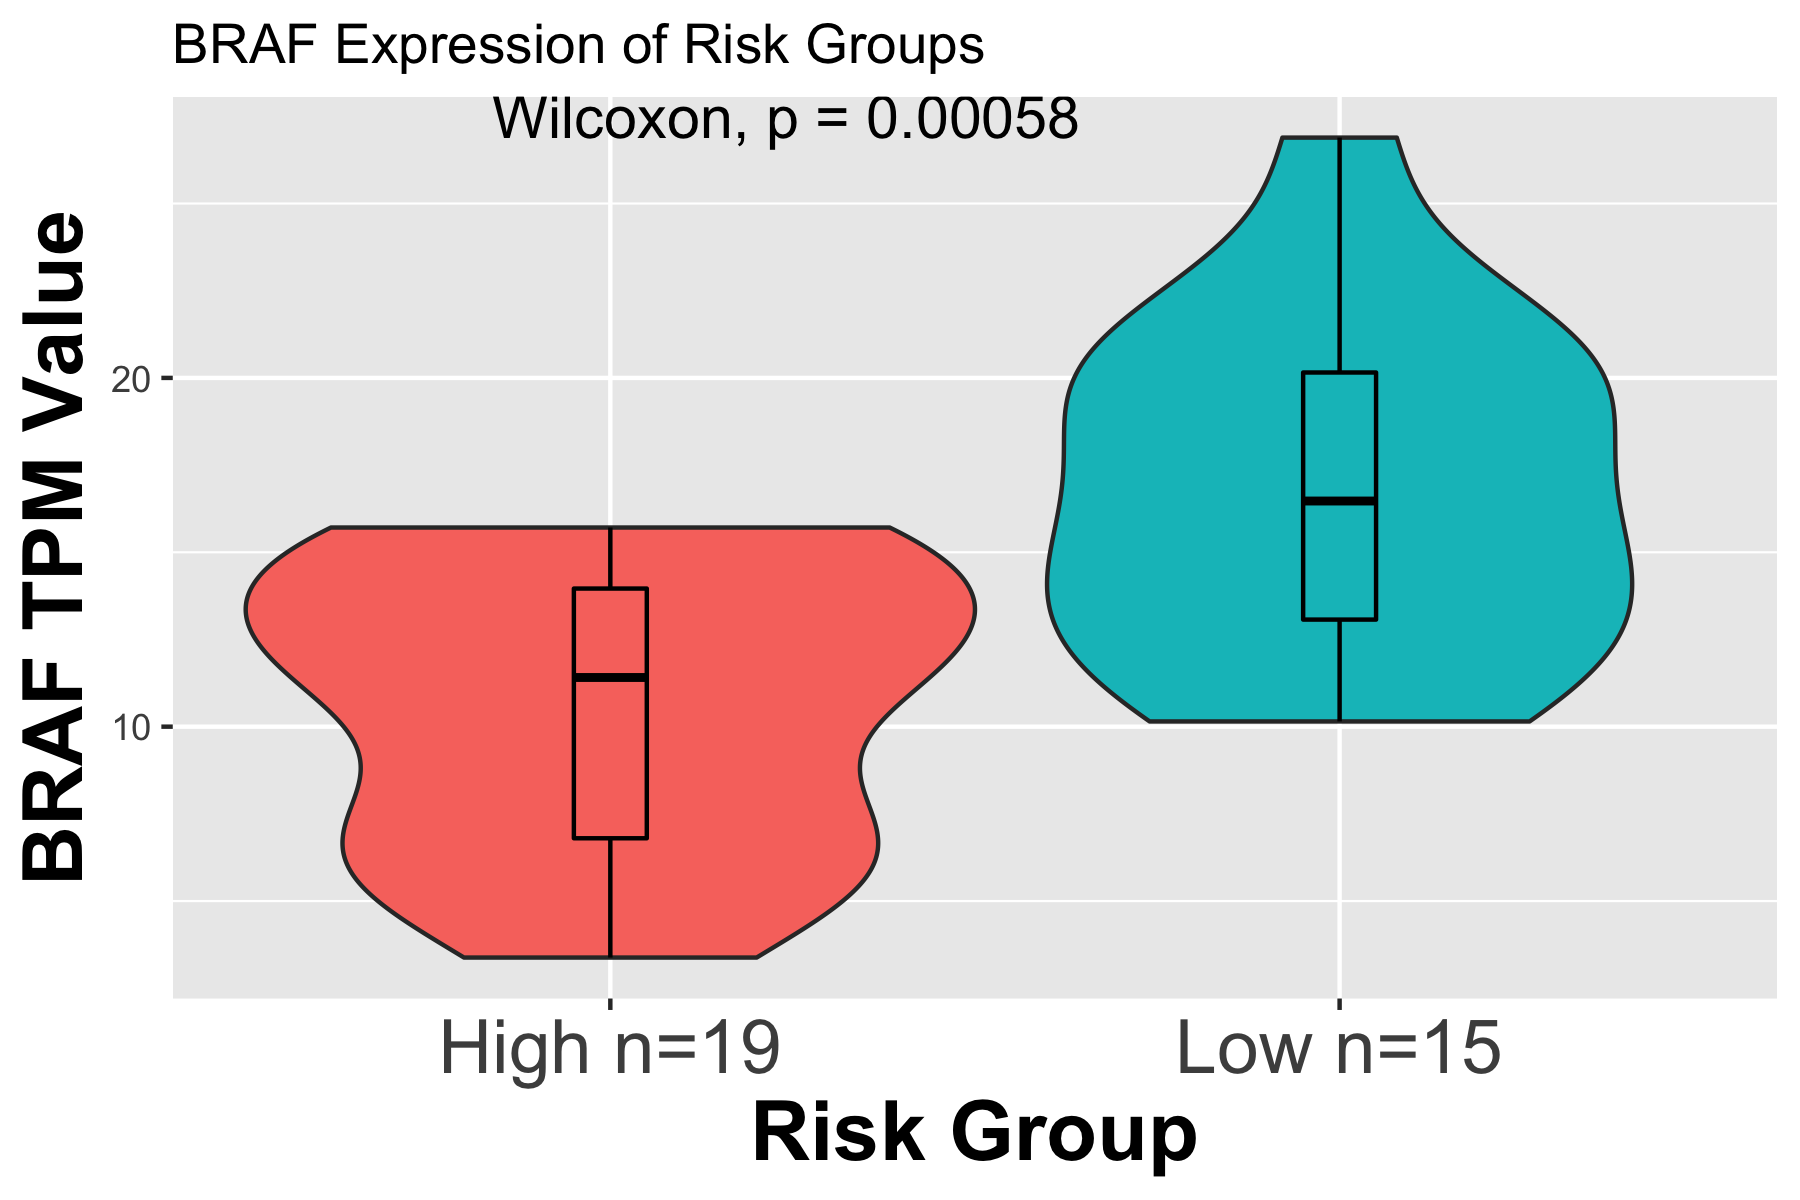 BRAF Expression of Risk Groups
Wilcoxon, p = 0.00058
BRAF TPM Value
20
10
High n=19
Low n=15
Risk Group